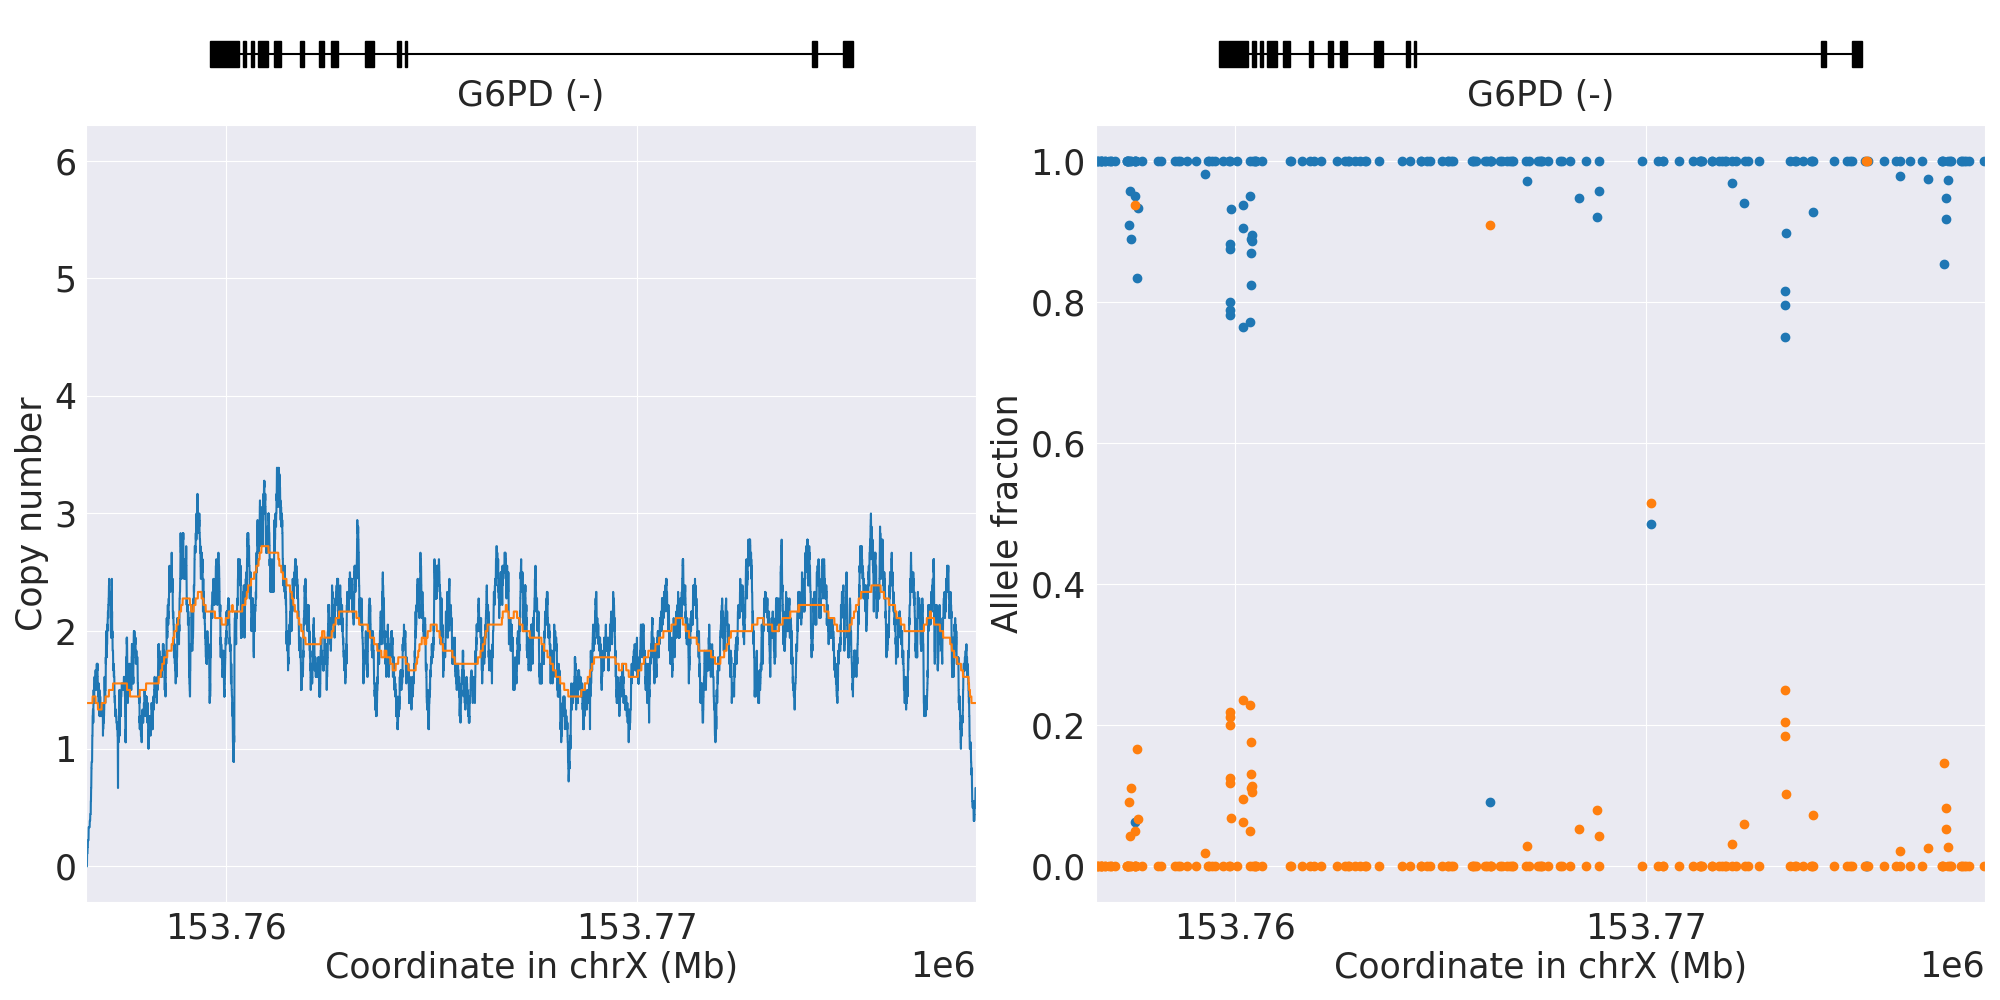 G6PD (-)
6
5
4
3
2
1
0
Copy number
153.76
153.77
Coordinate in chrX (Mb)
1e6
G6PD (-)
1.0
0.8
0.6
0.4
0.2
0.0
Allele fraction
153.76
153.77
Coordinate in chrX (Mb)
1e6